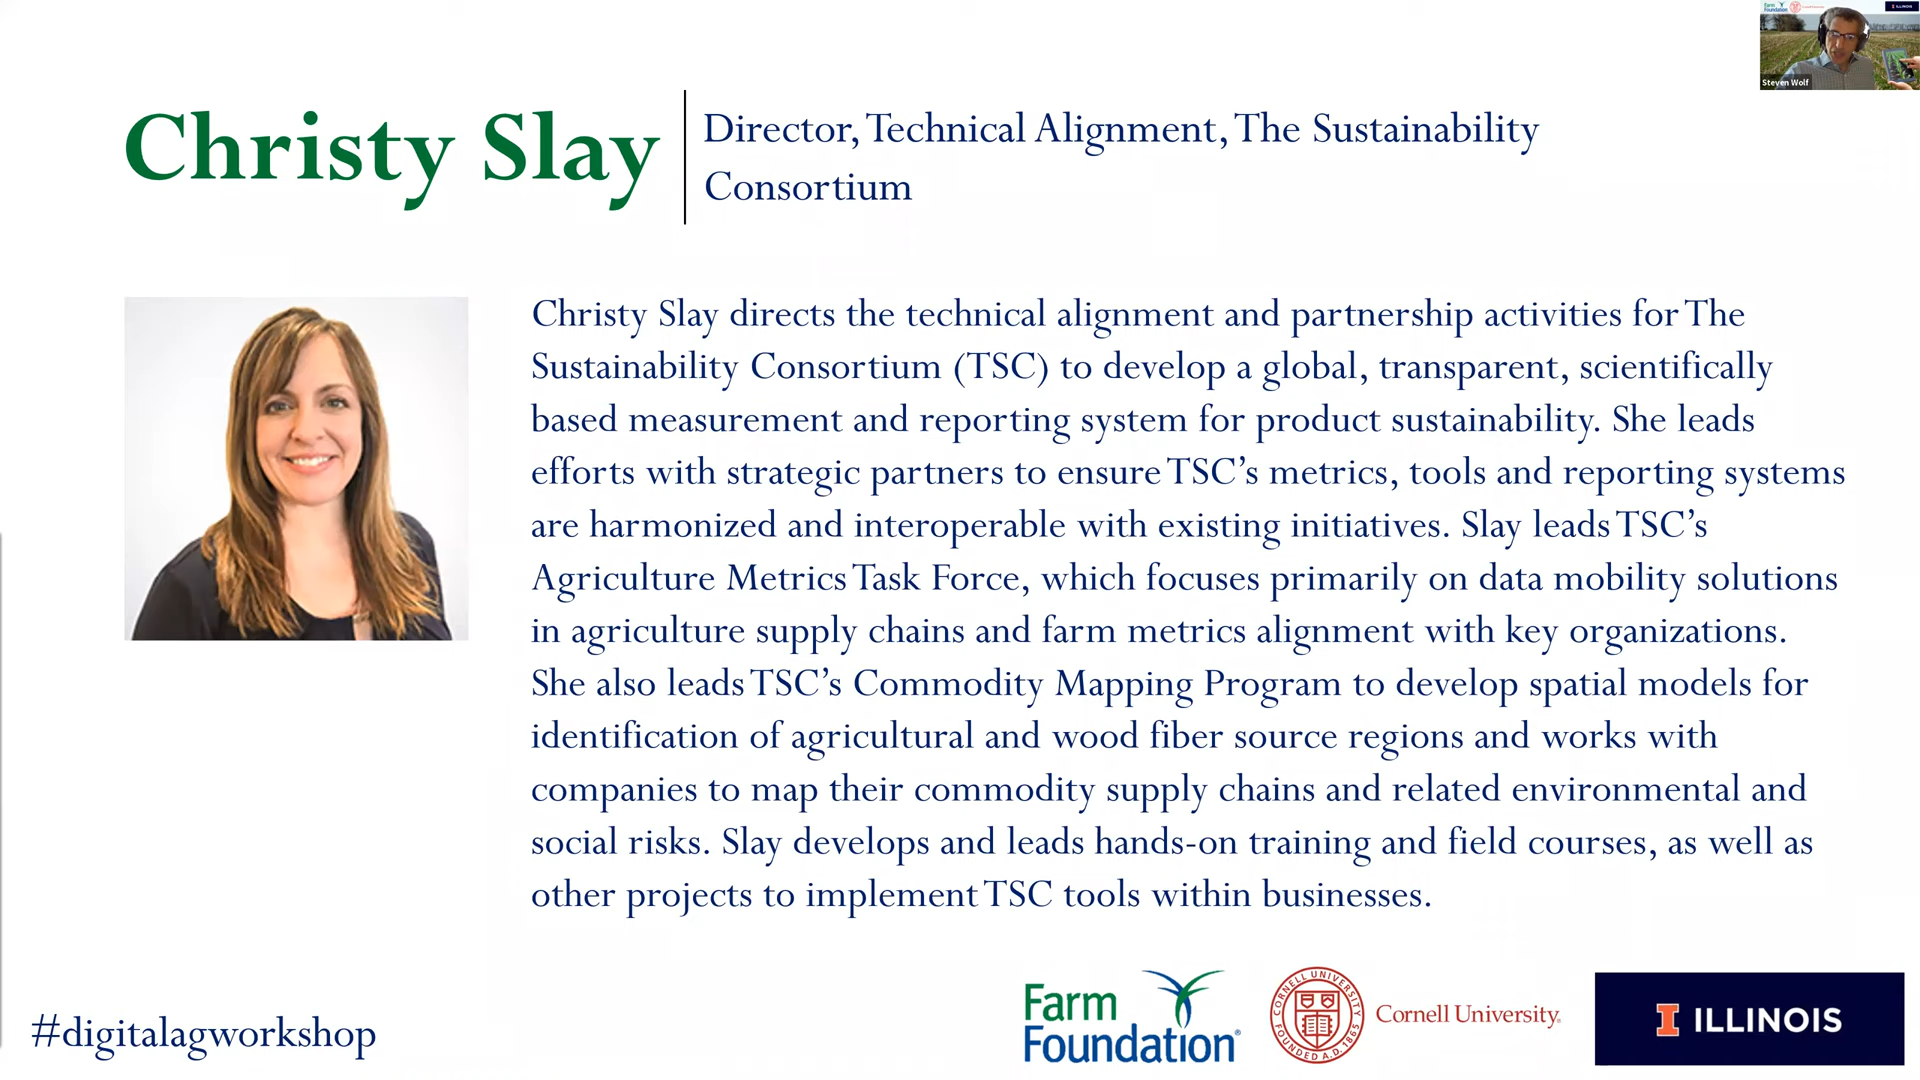 Christy Slay
Director, Technical Alignment, The Sustainability
Consortium
Christy Slay directs the technical alignment and partnership activities for The
Sustainability Consortium (TSC) to develop a global, transparent, scientifically
based measurement and reporting system for product sustainability. She leads
efforts with strategic partners to ensure TSC’s metrics, tools and reporting systems
are harmonized and interoperable with existing initiatives. Slay leads TSC’s
Agriculture Metrics Task Force, which focuses primarily on data mobility solutions
in agriculture supply chains and farm metrics alignment with key organizations.
She also leads TSC’s Commodity Mapping Program to develop spatial models for
identification of agricultural and wood fiber source regions and works with
companies to map their commodity supply chains and related environmental and
social risks. Slay develops and leads hands-on training and field courses, as well as
other projects to implement TSC tools within businesses.
#digitalagworkshop
Farm
Foundation®
CORNELL UNIVERSITY
FOUNDED A.D. 1865
Cornell University
ILLINOIS
Farm
Foundation
ILLINOIS
Steven Wolf